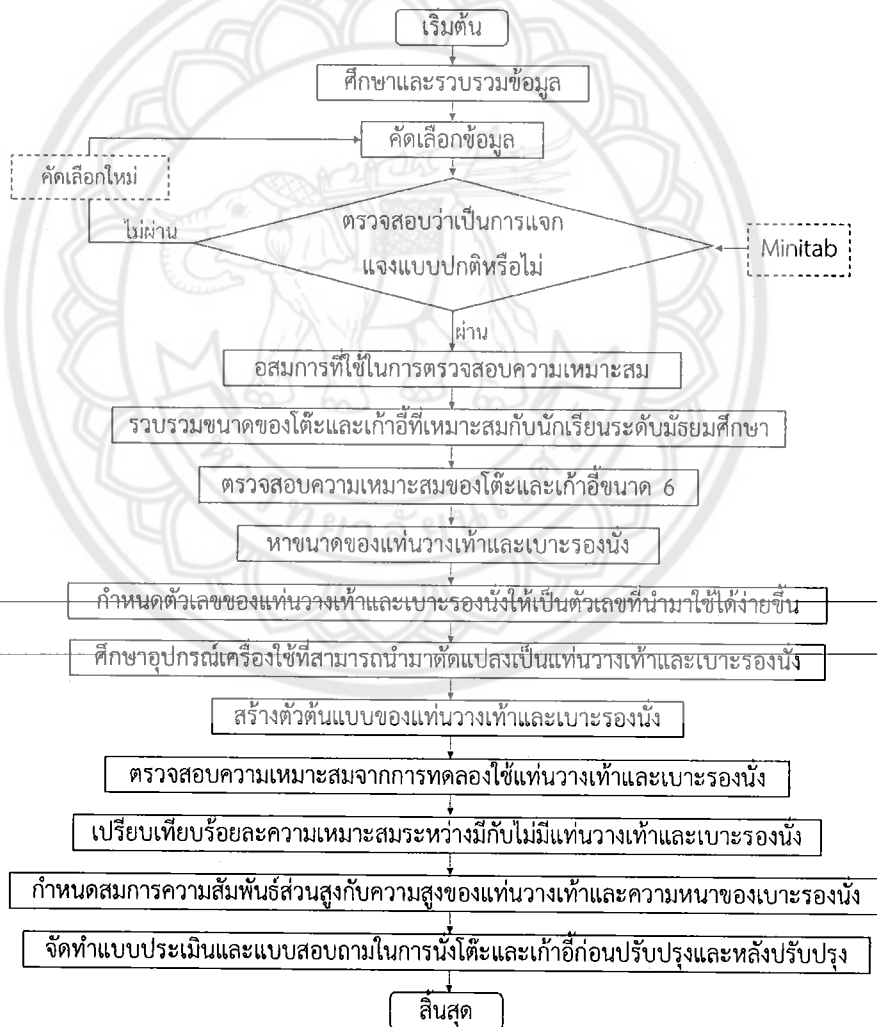 เริ่มต้น
ศึกษาและรวบรวมข้อมูล
คัดเลือกข้อมูล
คัดเลือกใหม่
ไม่ผ่าน
ตรวจสอบว่าเป็นการแจก
แจงแบบปกติหรือไม่
Minitab
ผ่าน
อสมการที่ใช้ในการตรวจสอบความเหมาะสม
รวบรวมขนาดของโต๊ะและเก้าอี้ที่เหมาะสมกับนักเรียนระดับมัธยมศึกษา
ตรวจสอบความเหมาะสมของโต๊ะและเก้าอี้ขนาด 6
หาขนาดของแท่นวางเท้าและเบาะรองนั่ง
กำหนดตัวเลขของแท่นวางเท้าและเบาะรองนั่งให้เป็นตัวเลขที่นำมาใช้ได้ง่ายขึ้น
ศึกษาอุปกรณ์เครื่องใช้ที่สามารถนำมาดัดแปลงเป็นแท่นวางเท้าและเบาะรองนั่ง
สร้างตัวต้นแบบของแท่นวางเท้าและเบาะรองนั่ง
ตรวจสอบความเหมาะสมจากการทดลองใช้แท่นวางเท้าและเบาะรองนั่ง
เปรียบเทียบร้อยละความเหมาะสมระหว่างมีกับไม่มีแท่นวางเท้าและเบาะรองนั่ง
กำหนดสมการความสัมพันธ์ส่วนสูงกับความสูงของแท่นวางเท้าและความหนาของเบาะรองนั่ง
จัดทำแบบประเมินและแบบสอบถามในการนั่งโต๊ะและเก้าอี้ก่อนปรับปรุงและหลังปรับปรุง
สิ้นสุด